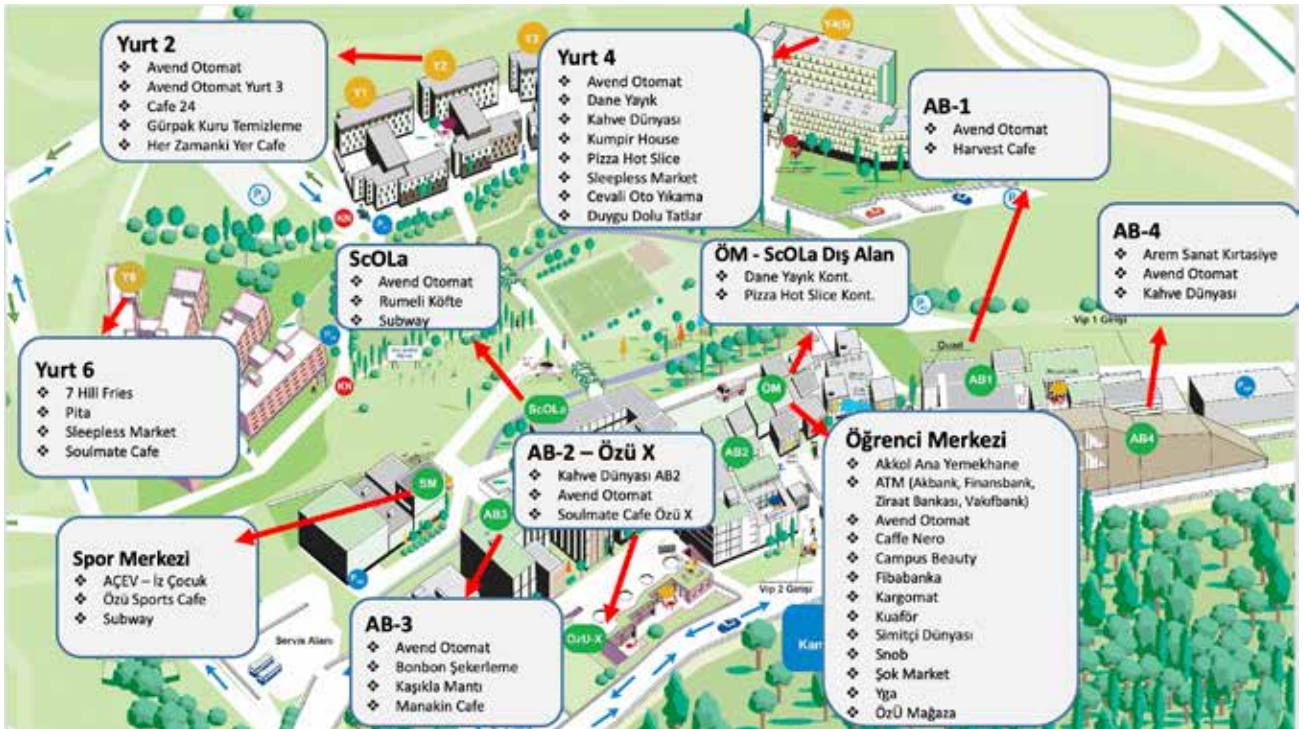 Yurt 2
❖ Avend Otomat
❖ Avend Otomat Yurt 3
❖ Cafe 24
❖ Gürpak Kuru Temizleme
❖ Her Zamanki Yer Cafe
Y1
Y2
Y3
Yurt 4
❖ Avend Otomat
❖ Dane Yayık
❖ Kahve Dünyası
❖ Kumpir House
❖ Pizza Hot Slice
❖ Sleepless Market
❖ Cevali Oto Yıkama
❖ Duygu Dolu Tatlar
AB-1
❖ Avend Otomat
❖ Harvest Cafe
AB-4
❖ Arem Sanat Kırtasiye
❖ Avend Otomat
❖ Kahve Dünyası
ScOLa
❖ Avend Otomat
❖ Rumeli Köfte
❖ Subway
ÖM - ScOLa Dış Alan
❖ Dane Yayık Kont.
❖ Pizza Hot Slice Kont.
KN
KN
Vip 1 Girişi
Quad
Yurt 6
❖ 7 Hill Fries
❖ Pita
❖ Sleepless Market
❖ Soulmate Cafe
ScOLa
ÖM
AB1
AB2
AB4
SM
AB3
AB-2 – Özü X
❖ Kahve Dünyası AB2
❖ Avend Otomat
❖ Soulmate Cafe Özü X
Öğrenci Merkezi
❖ Akkol Ana Yemekhane
❖ ATM (Akbank, Finansbank,
Ziraat Bankası, Vakıfbank)
❖ Avend Otomat
❖ Caffe Nero
❖ Campus Beauty
❖ Fibabanka
❖ Kargomat
❖ Kuaför
❖ Simitçi Dünyası
❖ Snob
❖ Şok Market
❖ Yga
❖ ÖzÜ Mağaza
Spor Merkezi
❖ AÇEV – İz Çocuk
❖ Özü Sports Cafe
❖ Subway
Servis Alanı
AB-3
❖ Avend Otomat
❖ Bonbon Şekerleme
❖ Kaşıkla Mantı
❖ Manakin Cafe
ÖzÜ-X
Vip 2 Girişi
Kam